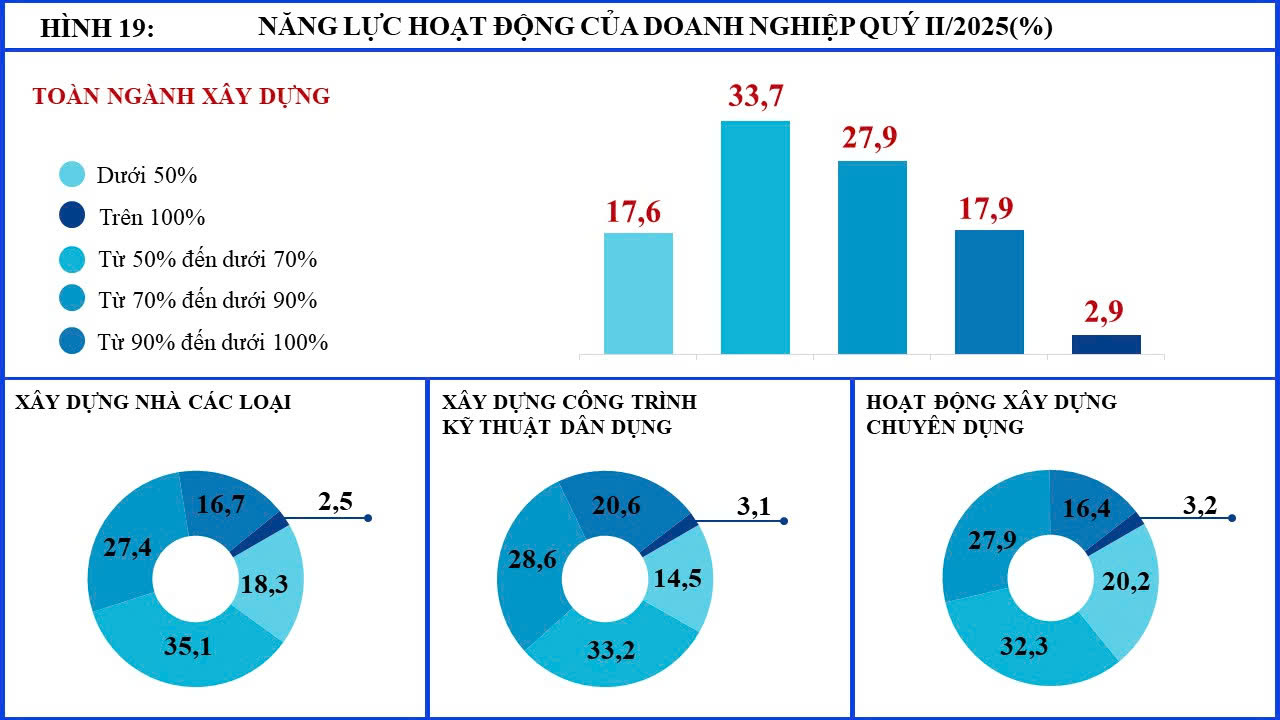 HÌNH 19:
NĂNG LỰC HOẠT ĐỘNG CỦA DOANH NGHIỆP QUÝ II/2025(%)
TOÀN NGÀNH XÂY DỰNG
Dưới 50%
Trên 100%
Từ 50% đến dưới 70%
Từ 70% đến dưới 90%
Từ 90% đến dưới 100%
17,6
33,7
27,9
17,9
2,9
XÂY DỰNG NHÀ CÁC LOẠI
16,7
2,5
27,4
18,3
35,1
XÂY DỰNG CÔNG TRÌNH
KỸ THUẬT DÂN DỤNG
20,6
3,1
28,6
14,5
33,2
HOẠT ĐỘNG XÂY DỰNG
CHUYÊN DỤNG
16,4
3,2
27,9
20,2
32,3